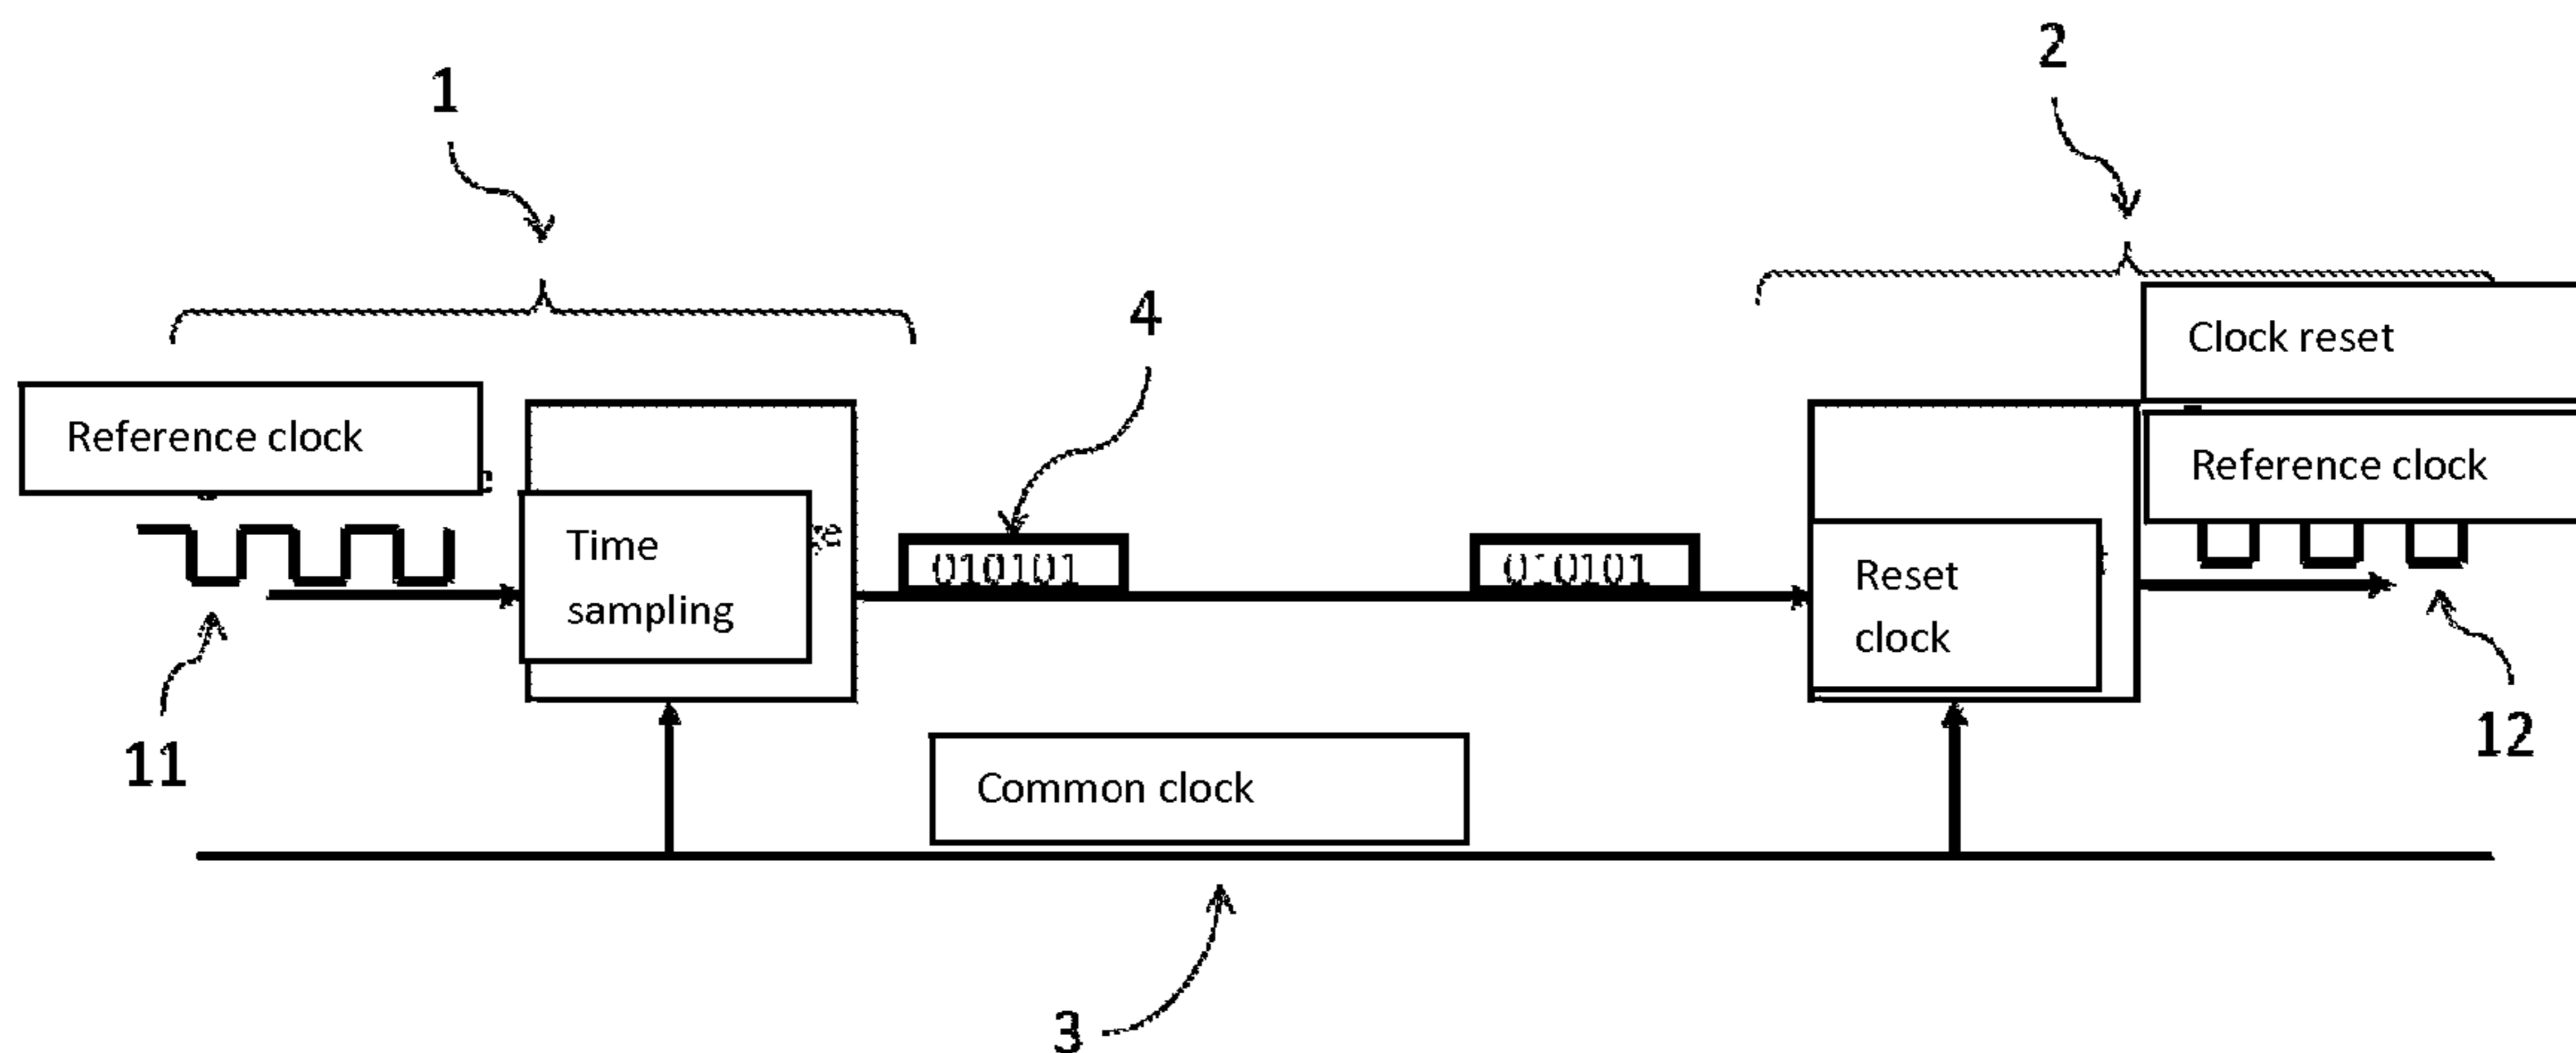 1
2
4
Clock reset
Reference clock
Reference clock
Time
sampling
010101
010101
Reset
clock
11
12
Common clock
3